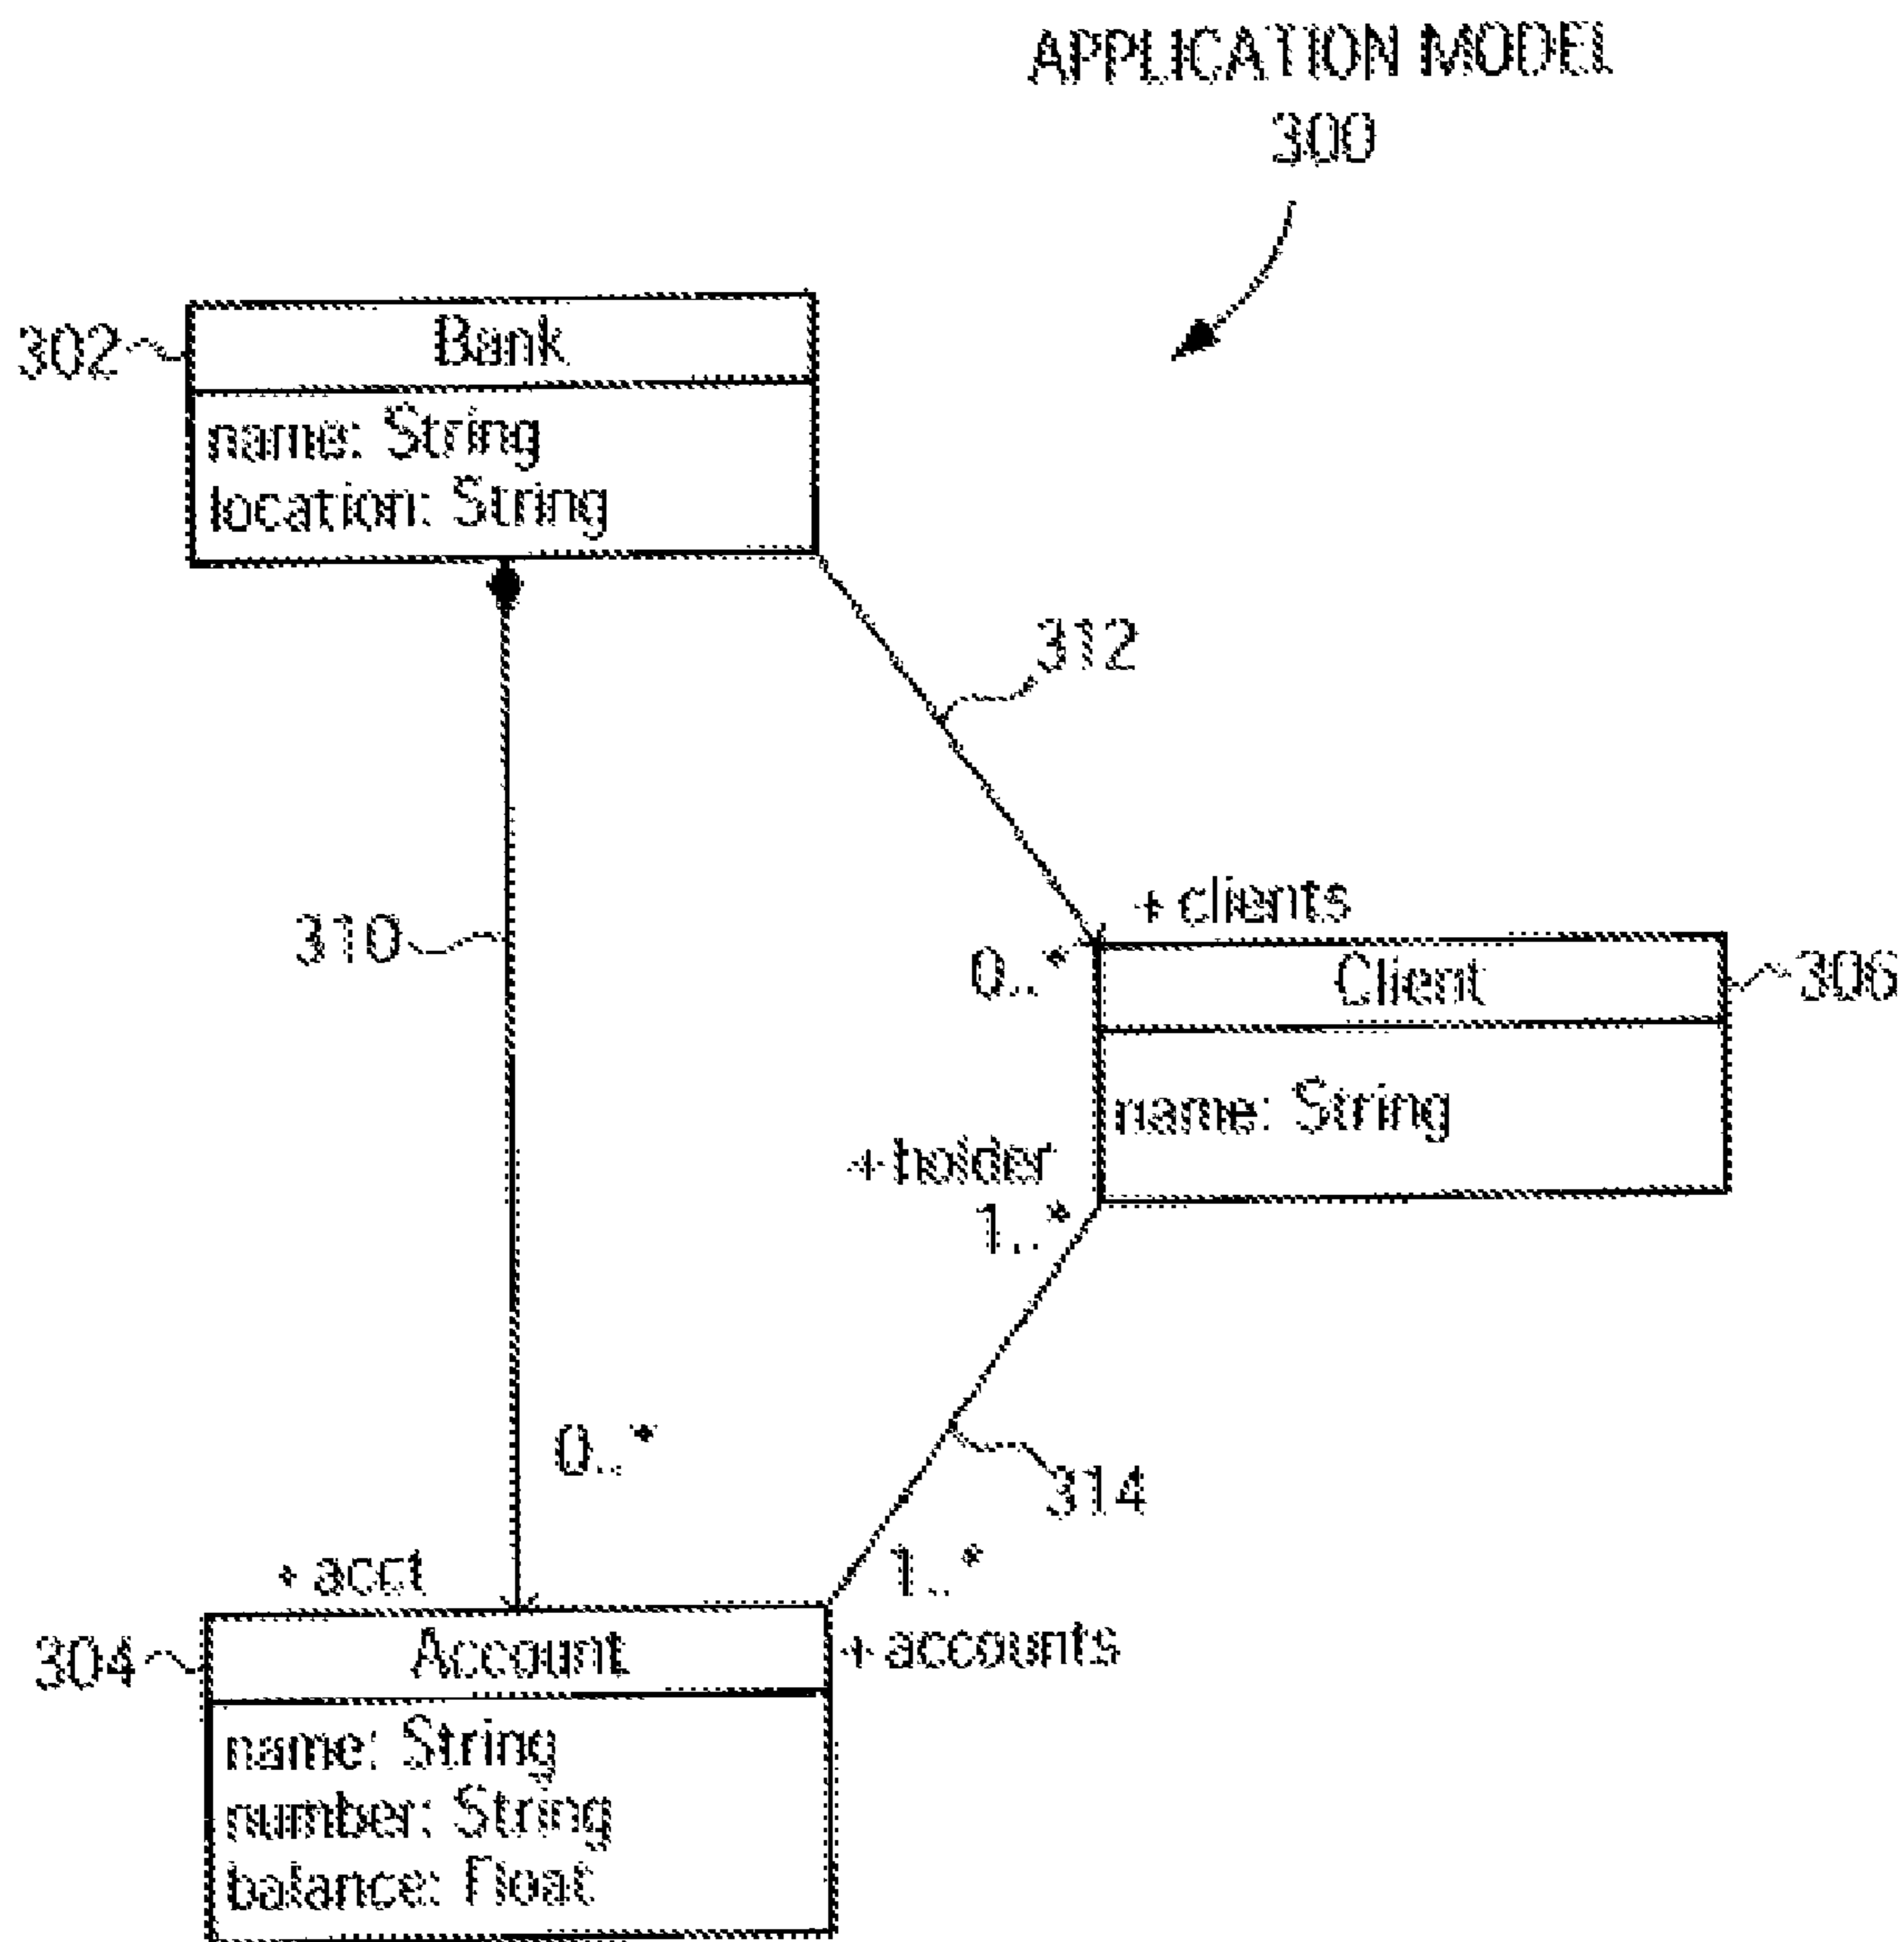 APPLICATION MODEL
300
302
Bank
name: String
location: String
312
310
+ clients
0..*
Client
306
name: String
+ holder
1..*
0..*
314
+ acct
1..*
304
Account
+ accounts
name: String
number: String
balance: Float